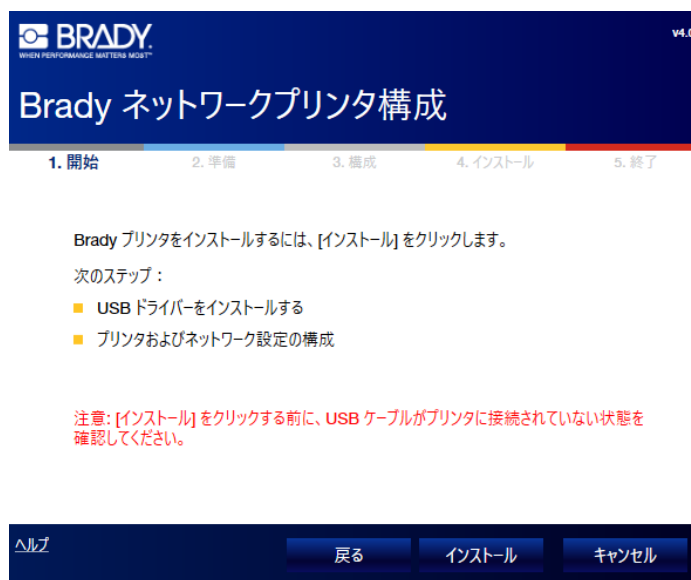 BRADY.
WHEN PERFORMANCE MATTERS MOST™
v4.0
Brady ネットワークプリンタ構成
1. 開始
2. 準備
3. 構成
4. インストール
5. 終了
Brady プリンタをインストールするには、[インストール] をクリックします。
次のステップ：
USB ドライバーをインストールする
プリンタおよびネットワーク設定の構成
注意: [インストール] をクリックする前に、USB ケーブルがプリンタに接続されていない状態を
確認してください。
ヘルプ
戻る
インストール
キャンセル